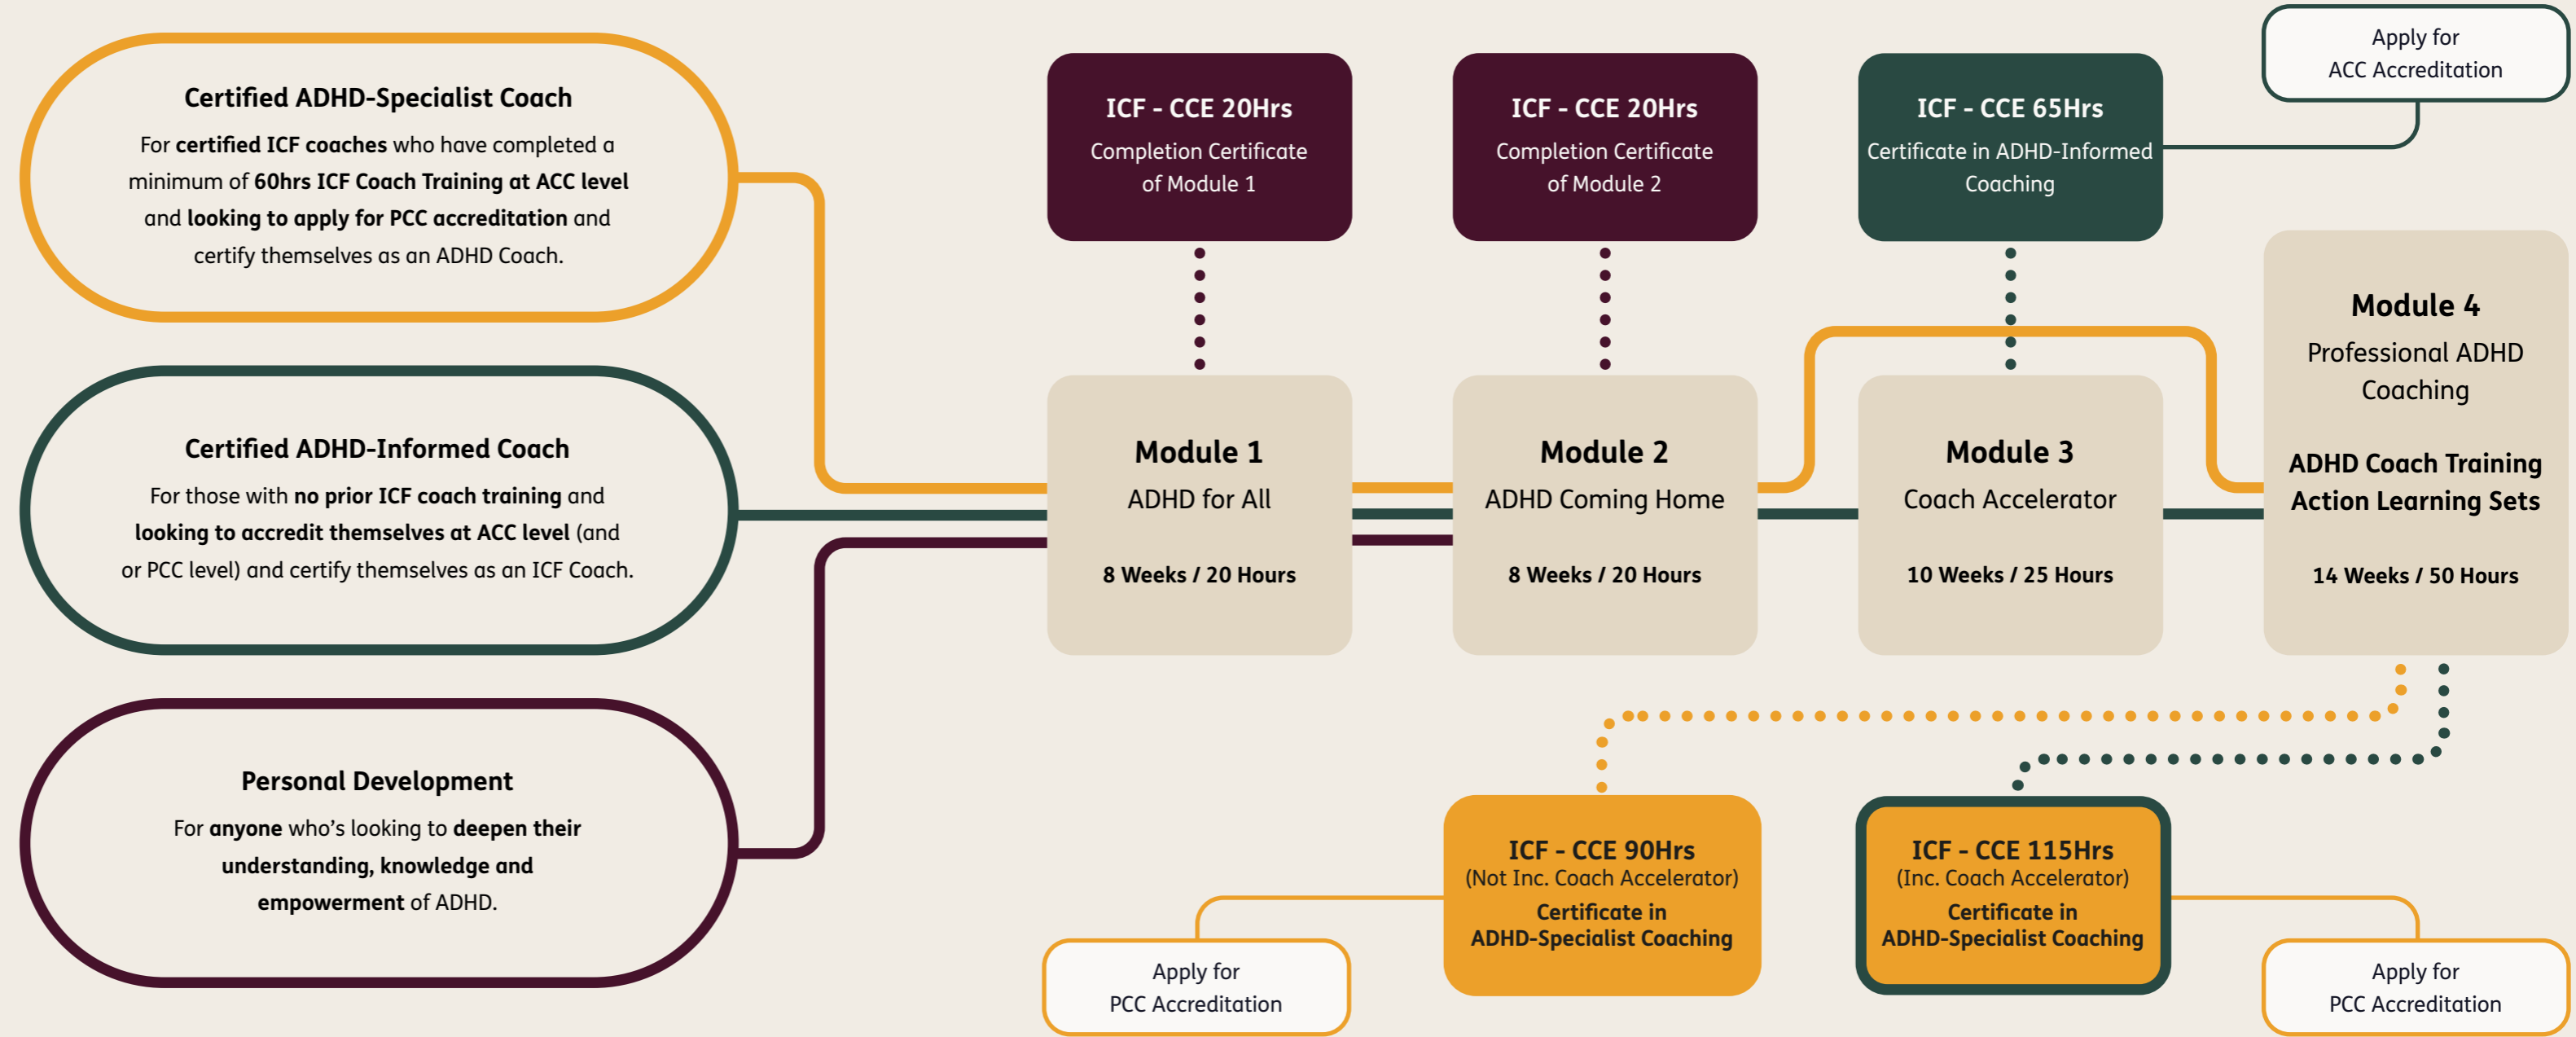 Certified ADHD-Specialist Coach
For certified ICF coaches who have completed a
minimum of 60hrs ICF Coach Training at ACC level
and looking to apply for PCC accreditation and
certify themselves as an ADHD Coach.
Certified ADHD-Informed Coach
For those with no prior ICF coach training and
looking to accredit themselves at ACC level (and
or PCC level) and certify themselves as an ICF Coach.
Personal Development
For anyone who's looking to deepen their
understanding, knowledge and
empowerment of ADHD.
ICF - CCE 20Hrs
Completion Certificate
of Module 1
ICF - CCE 20Hrs
Completion Certificate
of Module 2
ICF - CCE 65Hrs
Certificate in ADHD-Informed
Coaching
Apply for
ACC Accreditation
Module 1
ADHD for All
8 Weeks / 20 Hours
Module 2
ADHD Coming Home
8 Weeks / 20 Hours
Module 3
Coach Accelerator
10 Weeks / 25 Hours
Module 4
Professional ADHD
Coaching
ADHD Coach Training
Action Learning Sets
14 Weeks / 50 Hours
ICF - CCE 90Hrs
(Not Inc. Coach Accelerator)
Certificate in
ADHD-Specialist Coaching
Apply for
PCC Accreditation
ICF - CCE 115Hrs
(Inc. Coach Accelerator)
Certificate in
ADHD-Specialist Coaching
Apply for
PCC Accreditation